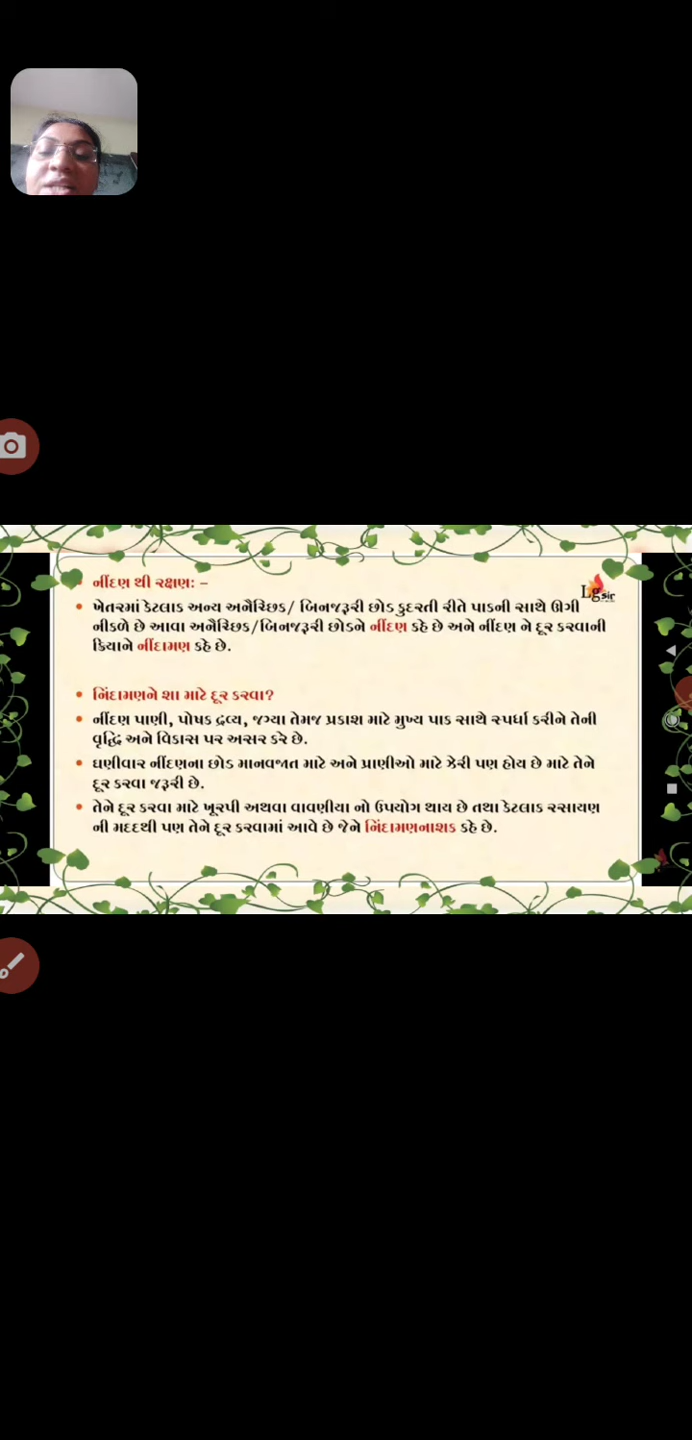 નીંદણ થી રક્ષણ: –
Lg sir
• ખેતરમાં કેટલાક અન્ય અનૈચ્છિક/ બિનજરૂરી છોડ કુદરતી રીતે પાકની સાથે ઊગી
નીકળે છે આવા અનૈચ્છિક/બિનજરૂરી છોડને નીંદણ કહે છે અને નીંદણ ને દૂર કરવાની
ક્રિયાને નીંદામણ કહે છે.
• નિંદામણને શા માટે દૂર કરવા?
• નીંદણ પાણી, પોષક દ્રવ્ય, જગ્યા તેમજ પ્રકાશ માટે મુખ્ય પાક સાથે સ્પર્ધા કરીને તેની
વૃદ્ધિ અને વિકાસ પર અસર કરે છે.
• ઘણીવાર નીંદણના છોડ માનવજાત માટે અને પ્રાણીઓ માટે ઝેરી પણ હોય છે માટે તેને
દૂર કરવા જરૂરી છે.
• તેને દૂર કરવા માટે ખૂરપી અથવા વાવણીયા નો ઉપયોગ થાય છે તથા કેટલાક રસાયણ
ની મદદથી પણ તેને દૂર કરવામાં આવે છે જેને નિંદામણનાશક કહે છે.